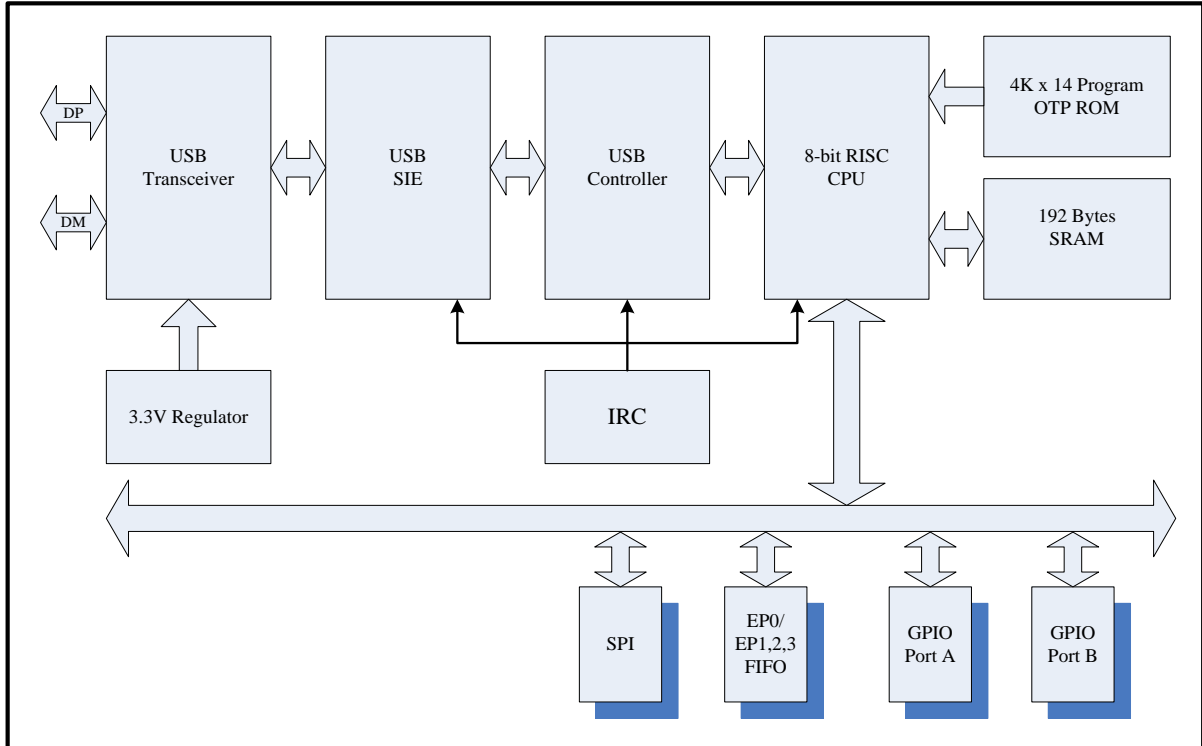 DP
DM
USB
Transceiver
USB
SIE
USB
Controller
8-bit RISC
CPU
4K x 14 Program
OTP ROM
192 Bytes
SRAM
3.3V Regulator
IRC
SPI
EP0/
EP1,2,3
FIFO
GPIO
Port A
GPIO
Port B